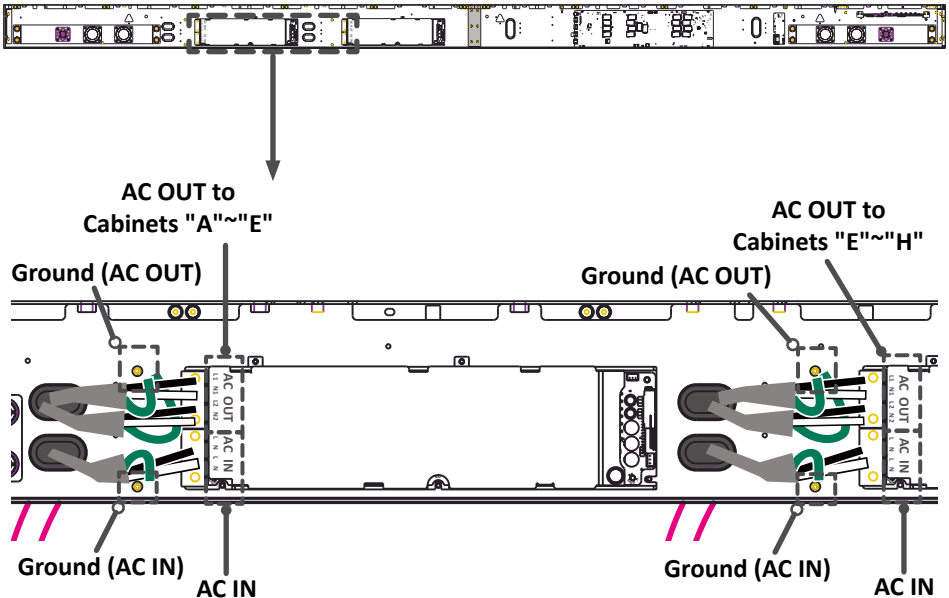 AC OUT to
Cabinets "A"~"E"
AC OUT to
Cabinets "E"~"H"
Ground (AC OUT)
Ground (AC OUT)
L1 N1 L2 N2
AC OUT
L N L N
AC IN
L1 N1 L2 N2
AC OUT
L N L N
AC IN
Ground (AC IN)
AC IN
Ground (AC IN)
AC IN